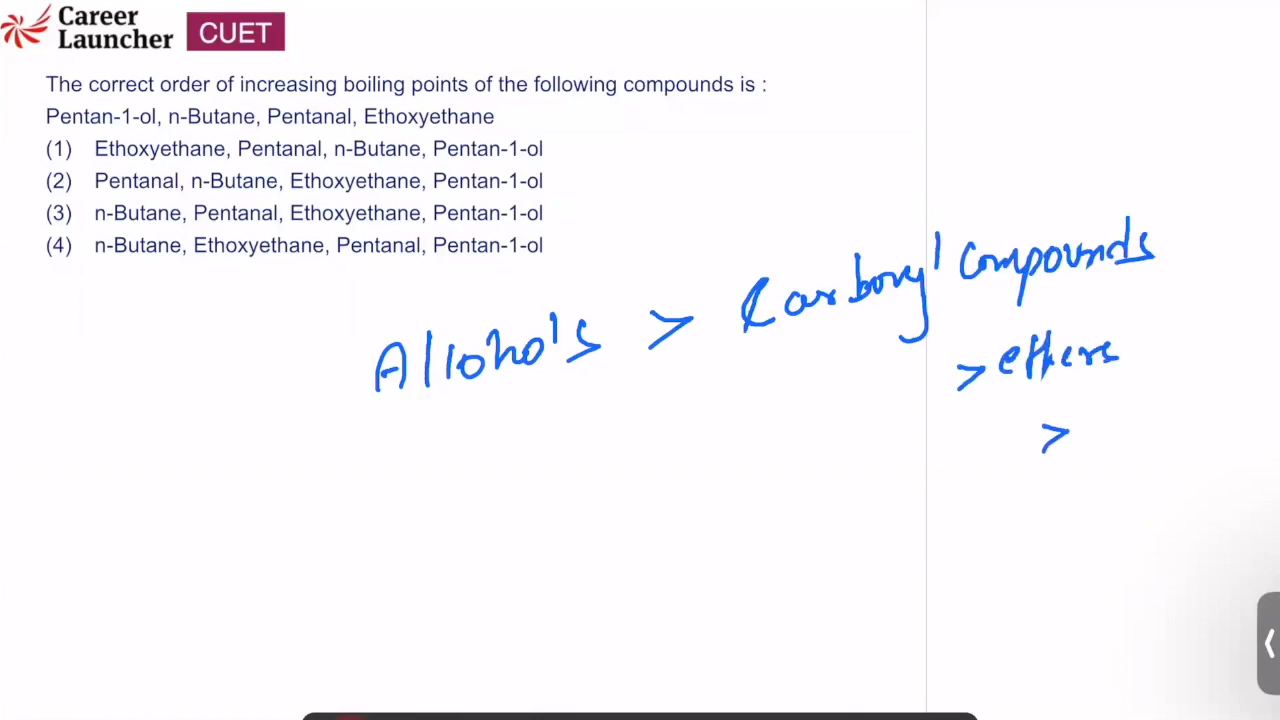 Career
Launcher CUET
The correct order of increasing boiling points of the following compounds is :
Pentan-1-ol, n-Butane, Pentanal, Ethoxyethane
(1) Ethoxyethane, Pentanal, n-Butane, Pentan-1-ol
(2) Pentanal, n-Butane, Ethoxyethane, Pentan-1-ol
(3) n-Butane, Pentanal, Ethoxyethane, Pentan-1-ol
(4) n-Butane, Ethoxyethane, Pentanal, Pentan-1-ol
Alcohols > Carbonyl Compounds
> ethers
>